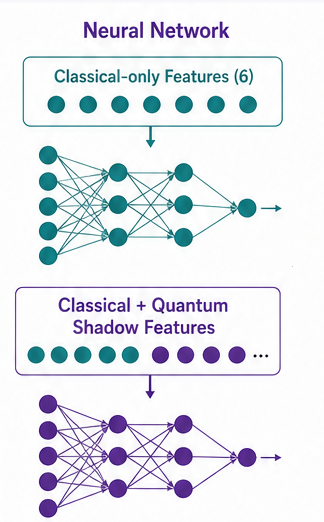 Neural Network
Classical-only Features (6)
Classical + Quantum
Shadow Features
...